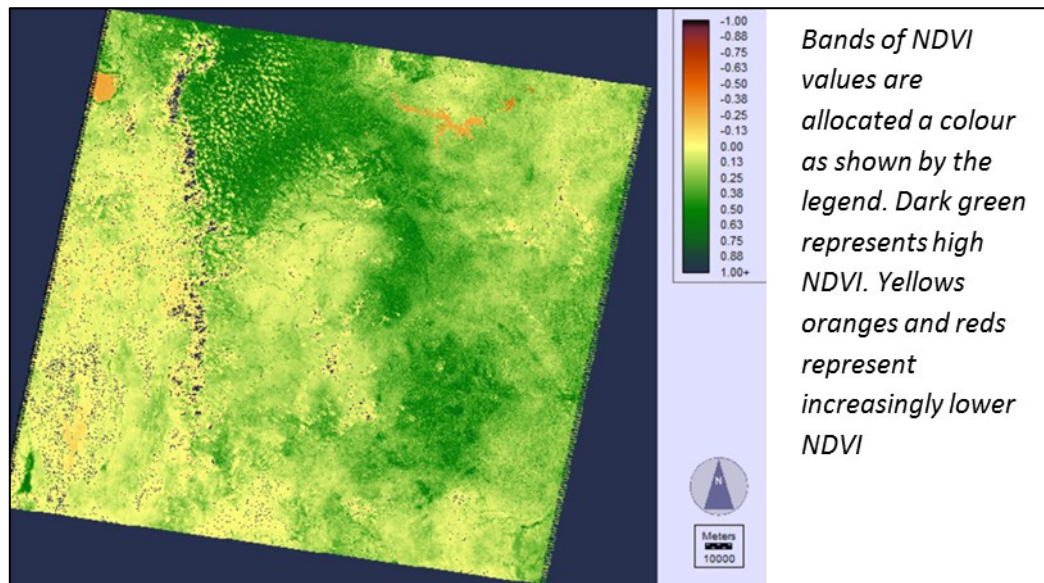 -1.00
-0.88
-0.75
-0.63
-0.50
-0.38
-0.25
-0.13
0.00
0.13
0.25
0.38
0.50
0.63
0.75
0.88
1.00+
N
Meters
10000
Bands of NDVI
values are
allocated a colour
as shown by the
legend. Dark green
represents high
NDVI. Yellows
oranges and reds
represent
increasingly lower
NDVI